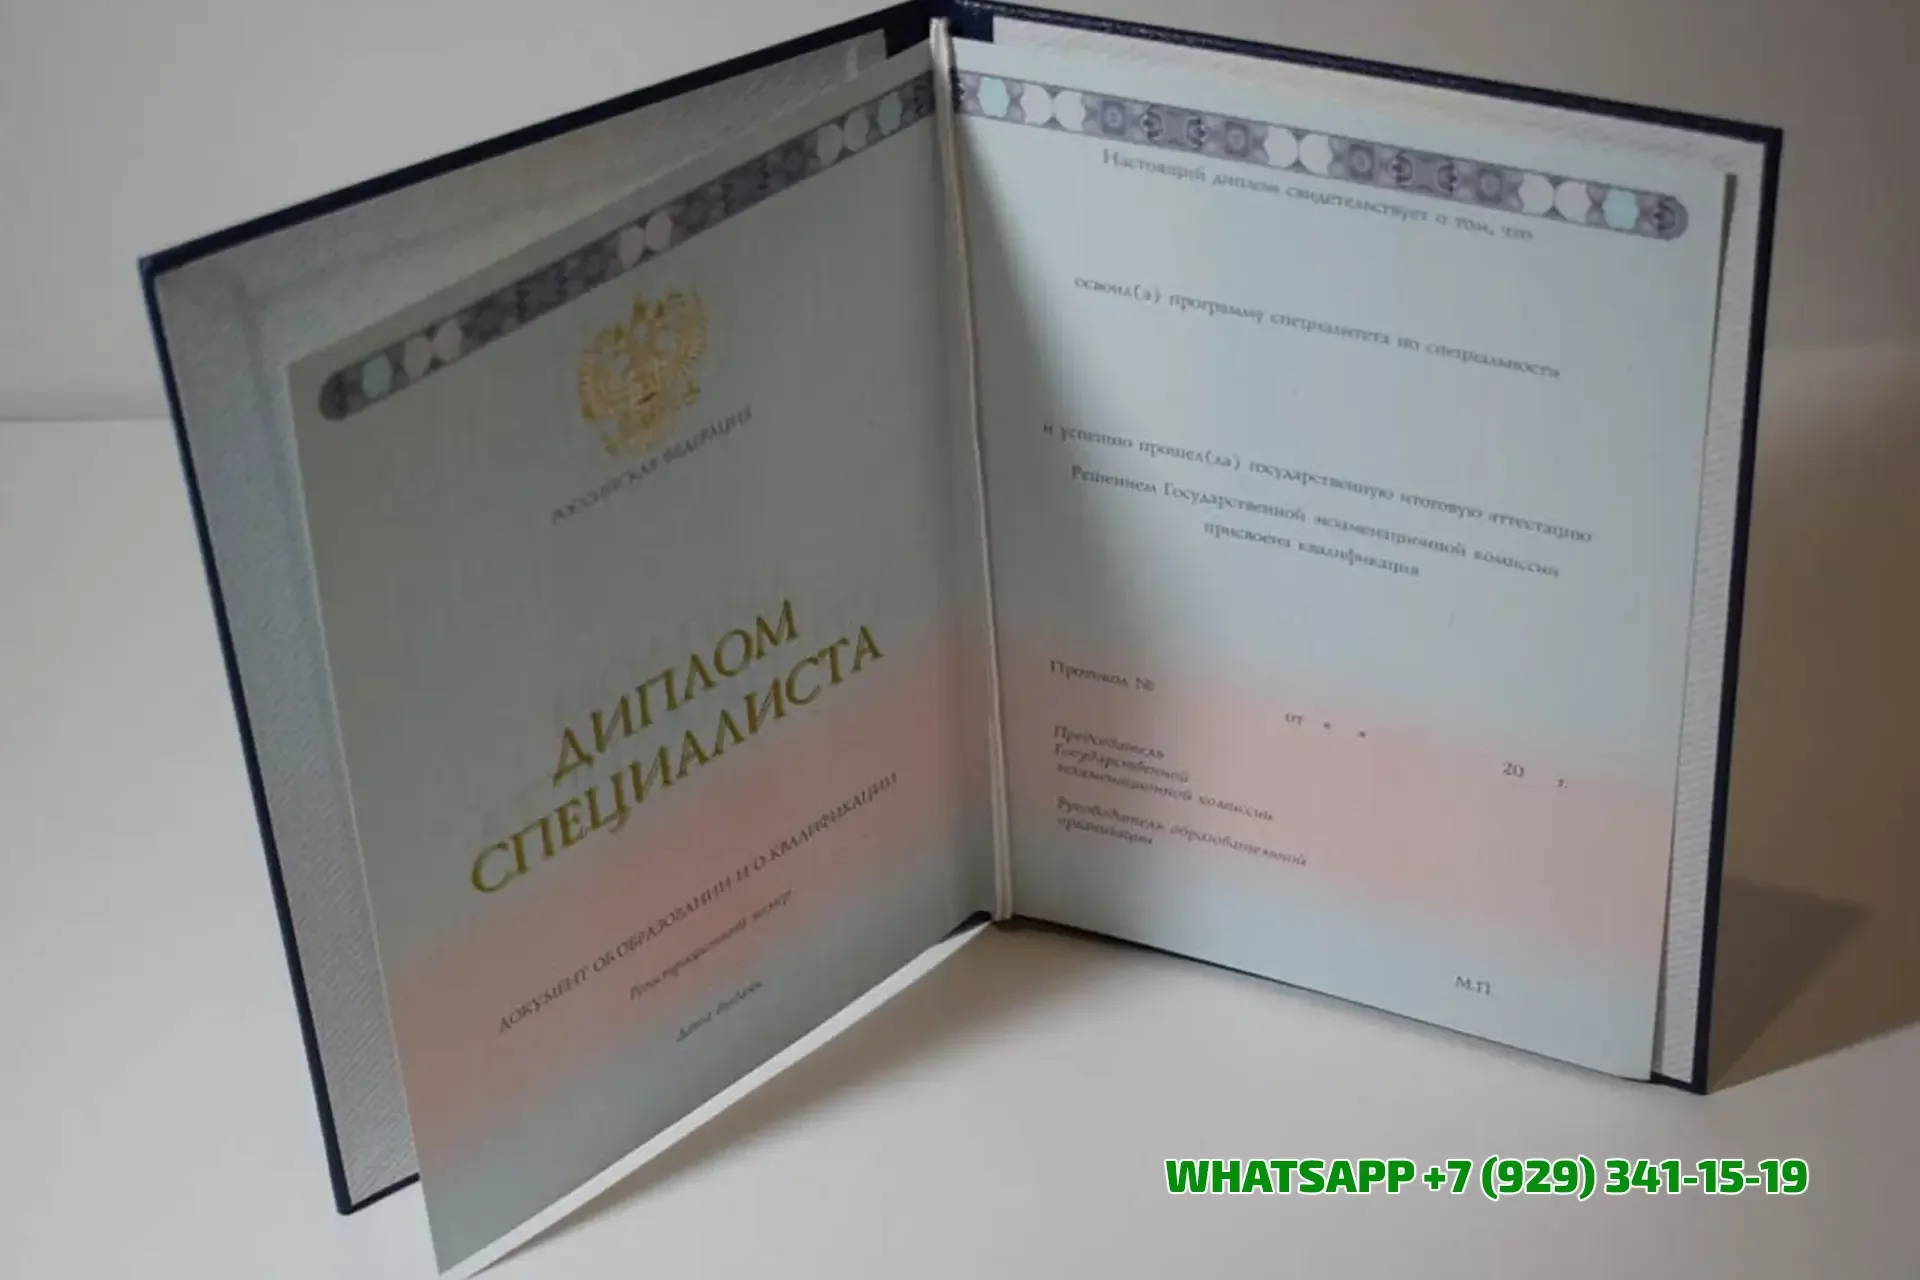 РОССИЙСКАЯ ФЕДЕРАЦИЯ
ДИПЛОМ
СПЕЦИАЛИСТА
ДОКУМЕНТ ОБ ОБРАЗОВАНИИ И О КВАЛИФИКАЦИИ
Регистрационный номер
Дата выдачи
Настоящий диплом свидетельствует о том, что
освоил(а) программу специалитета по специальности
и успешно прошел(ла) государственную итоговую аттестацию
Решением Государственной экзаменационной комиссии
присвоена квалификация
Протокол №
от « »
20 г.
Председатель
Государственной
экзаменационной комиссии
Руководитель образовательной
организации
М.П.
WHATSAPP +7 (929) 341-15-19